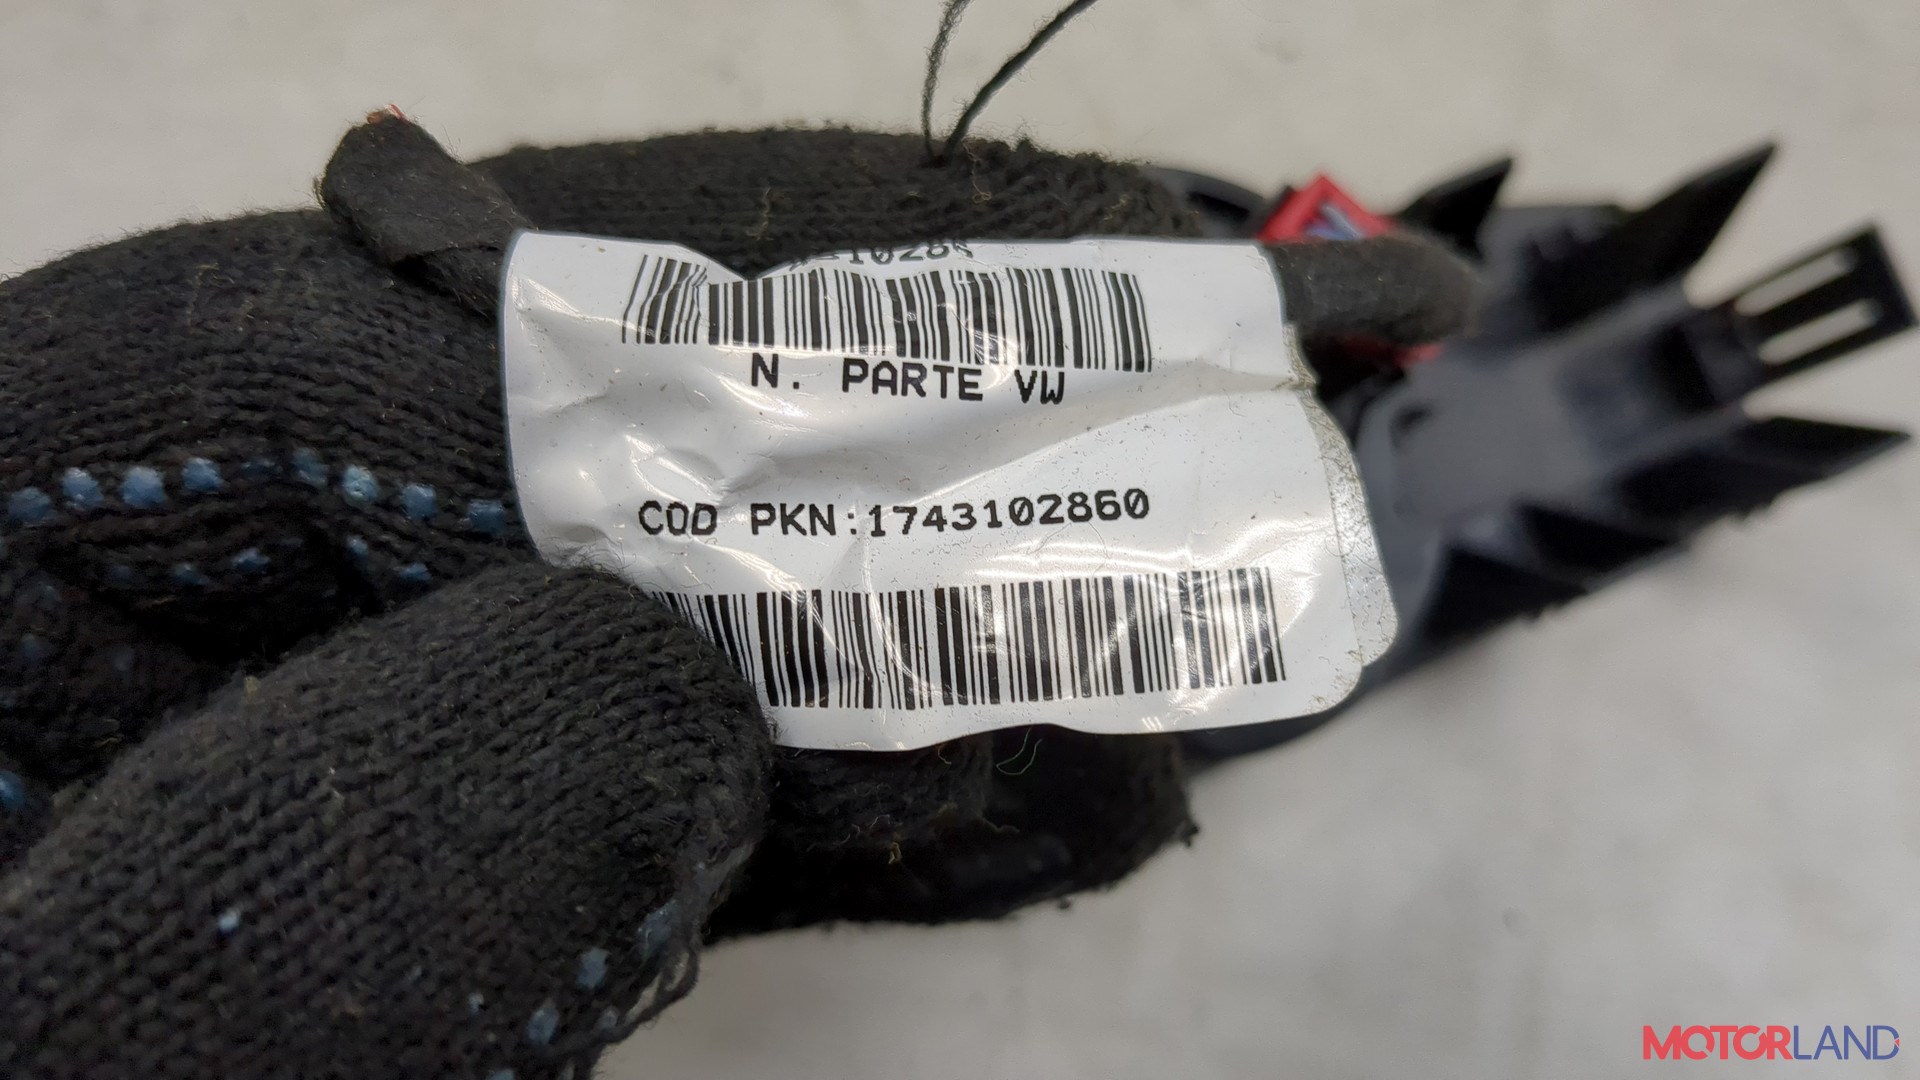 N. PARTE VW
COD PKN:1743102860
MOTORLAND